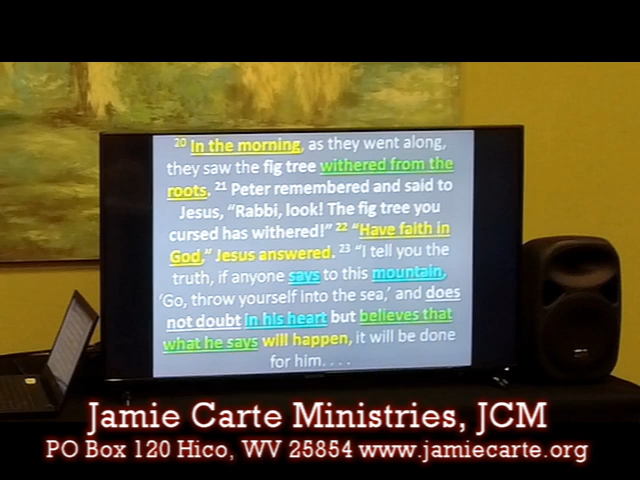 20 In the morning, as they went along,
they saw the fig tree withered from the
roots. 21 Peter remembered and said to
Jesus, “Rabbi, look! The fig tree you
cursed has withered!” 22 “Have faith in
God,” Jesus answered. 23 “I tell you the
truth, if anyone says to this mountain,
‘Go, throw yourself into the sea,’ and does
not doubt in his heart but believes that
what he says will happen, it will be done
for him. . . .
Jamie Carte Ministries, JCM
PO Box 120 Hico, WV 25854 www.jamiecarte.org